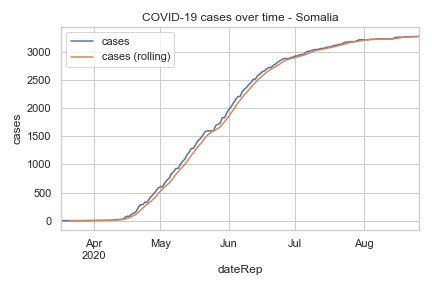 COVID-19 cases over time - Somalia
cases
cases (rolling)
3000
2500
2000
1500
1000
500
0
cases
Apr
2020
May
Jun
Jul
Aug
dateRep